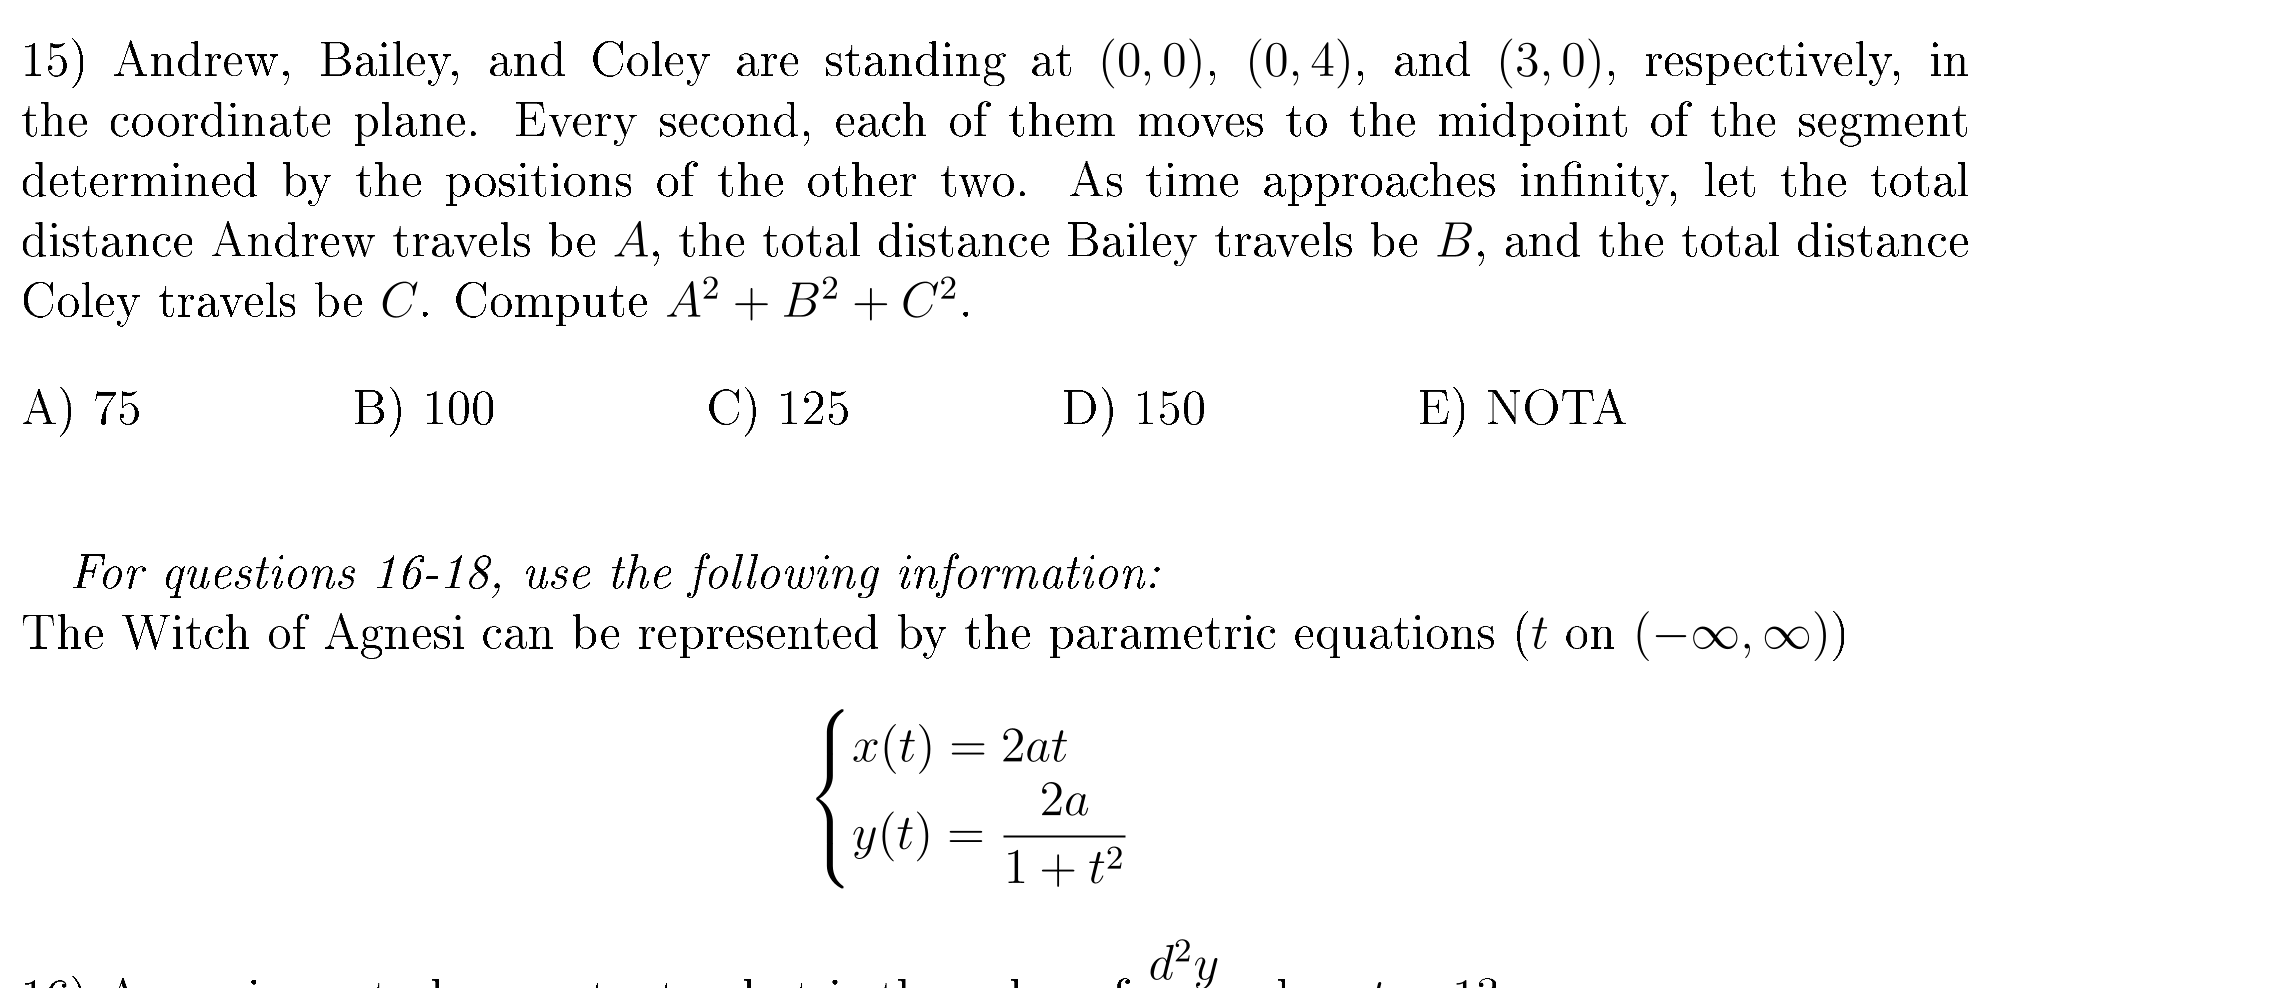 15) Andrew, Bailey, and Coley are standing at (0, 0), (0, 4), and (3, 0), respectively, in
the coordinate plane. Every second, each of them moves to the midpoint of the segment
determined by the positions of the other two. As time approaches infinity, let the total
distance Andrew travels be A, the total distance Bailey travels be B, and the total distance
Coley travels be C. Compute A² + B² + C².
A) 75 B) 100 C) 125 D) 150 E) NOTA
For questions 16-18, use the following information:
The Witch of Agnesi can be represented by the parametric equations (t on (−∞, ∞))
x(t) = 2at
y(t) = 2a / (1 + t²)
d²y